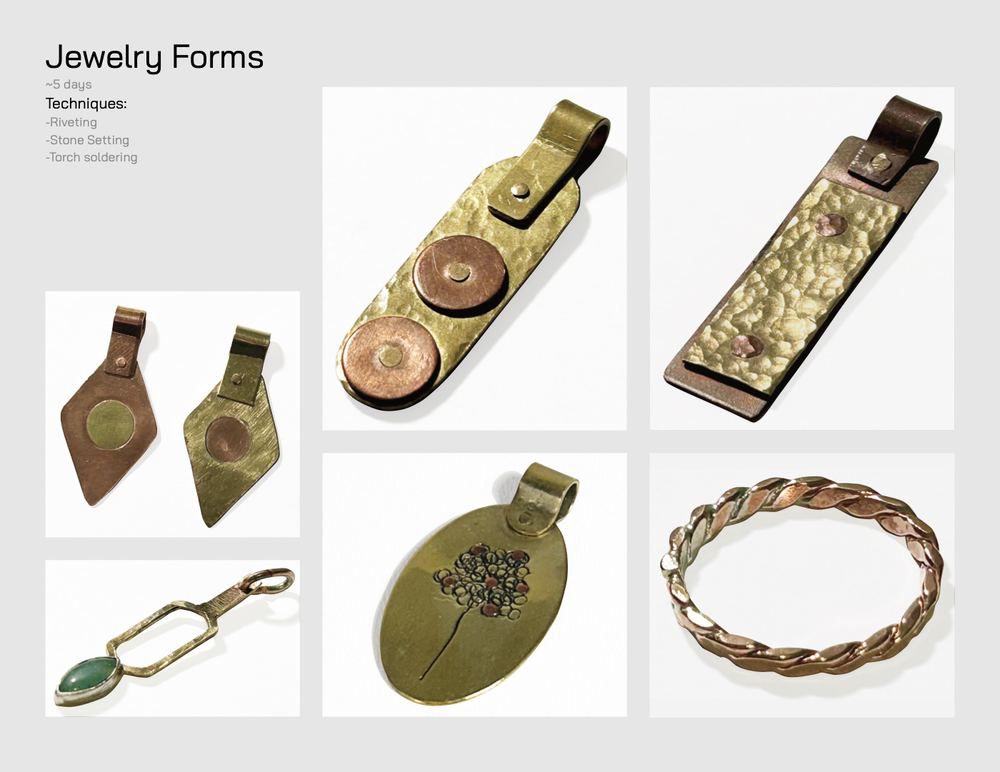 Jewelry Forms
~5 days
Techniques:
-Riveting
-Stone Setting
-Torch soldering